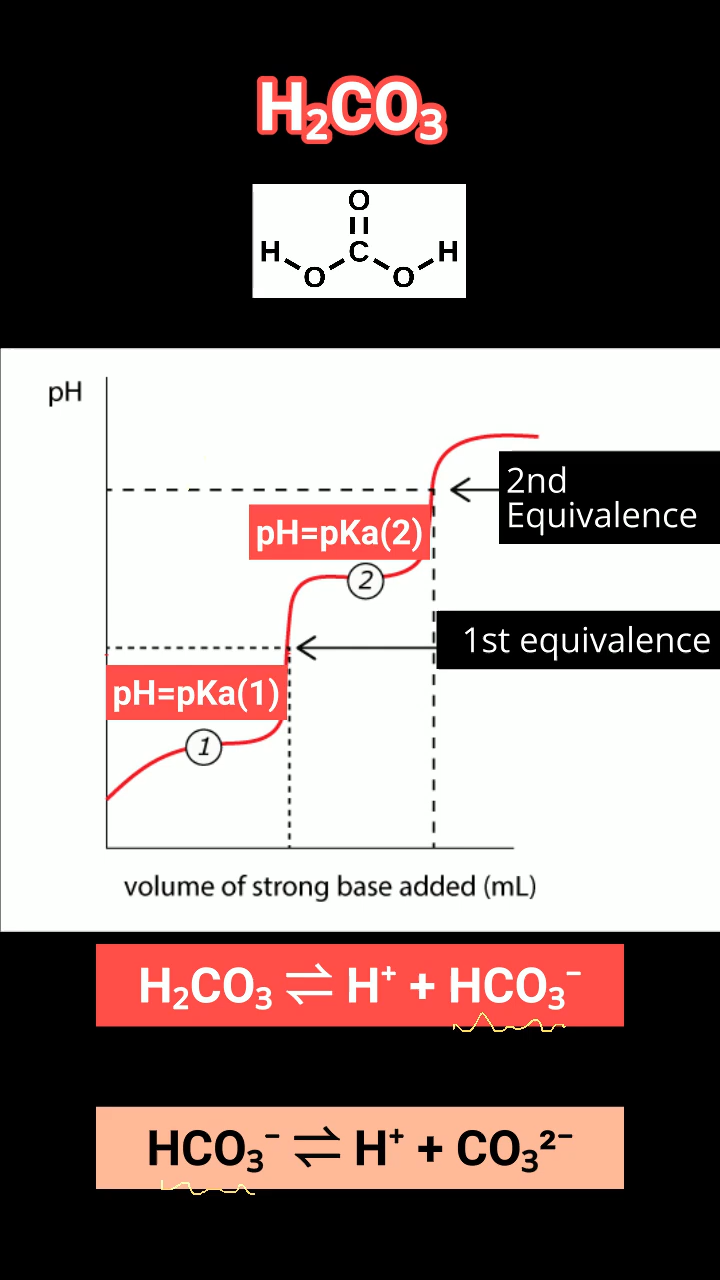 H₂CO₃
O
H O C O H
pH
2nd
Equivalence
pH=pKa(2)
2
1st equivalence
pH=pKa(1)
1
volume of strong base added (mL)
H₂CO₃ ⇌ H⁺ + HCO₃⁻
HCO₃⁻ ⇌ H⁺ + CO₃²⁻